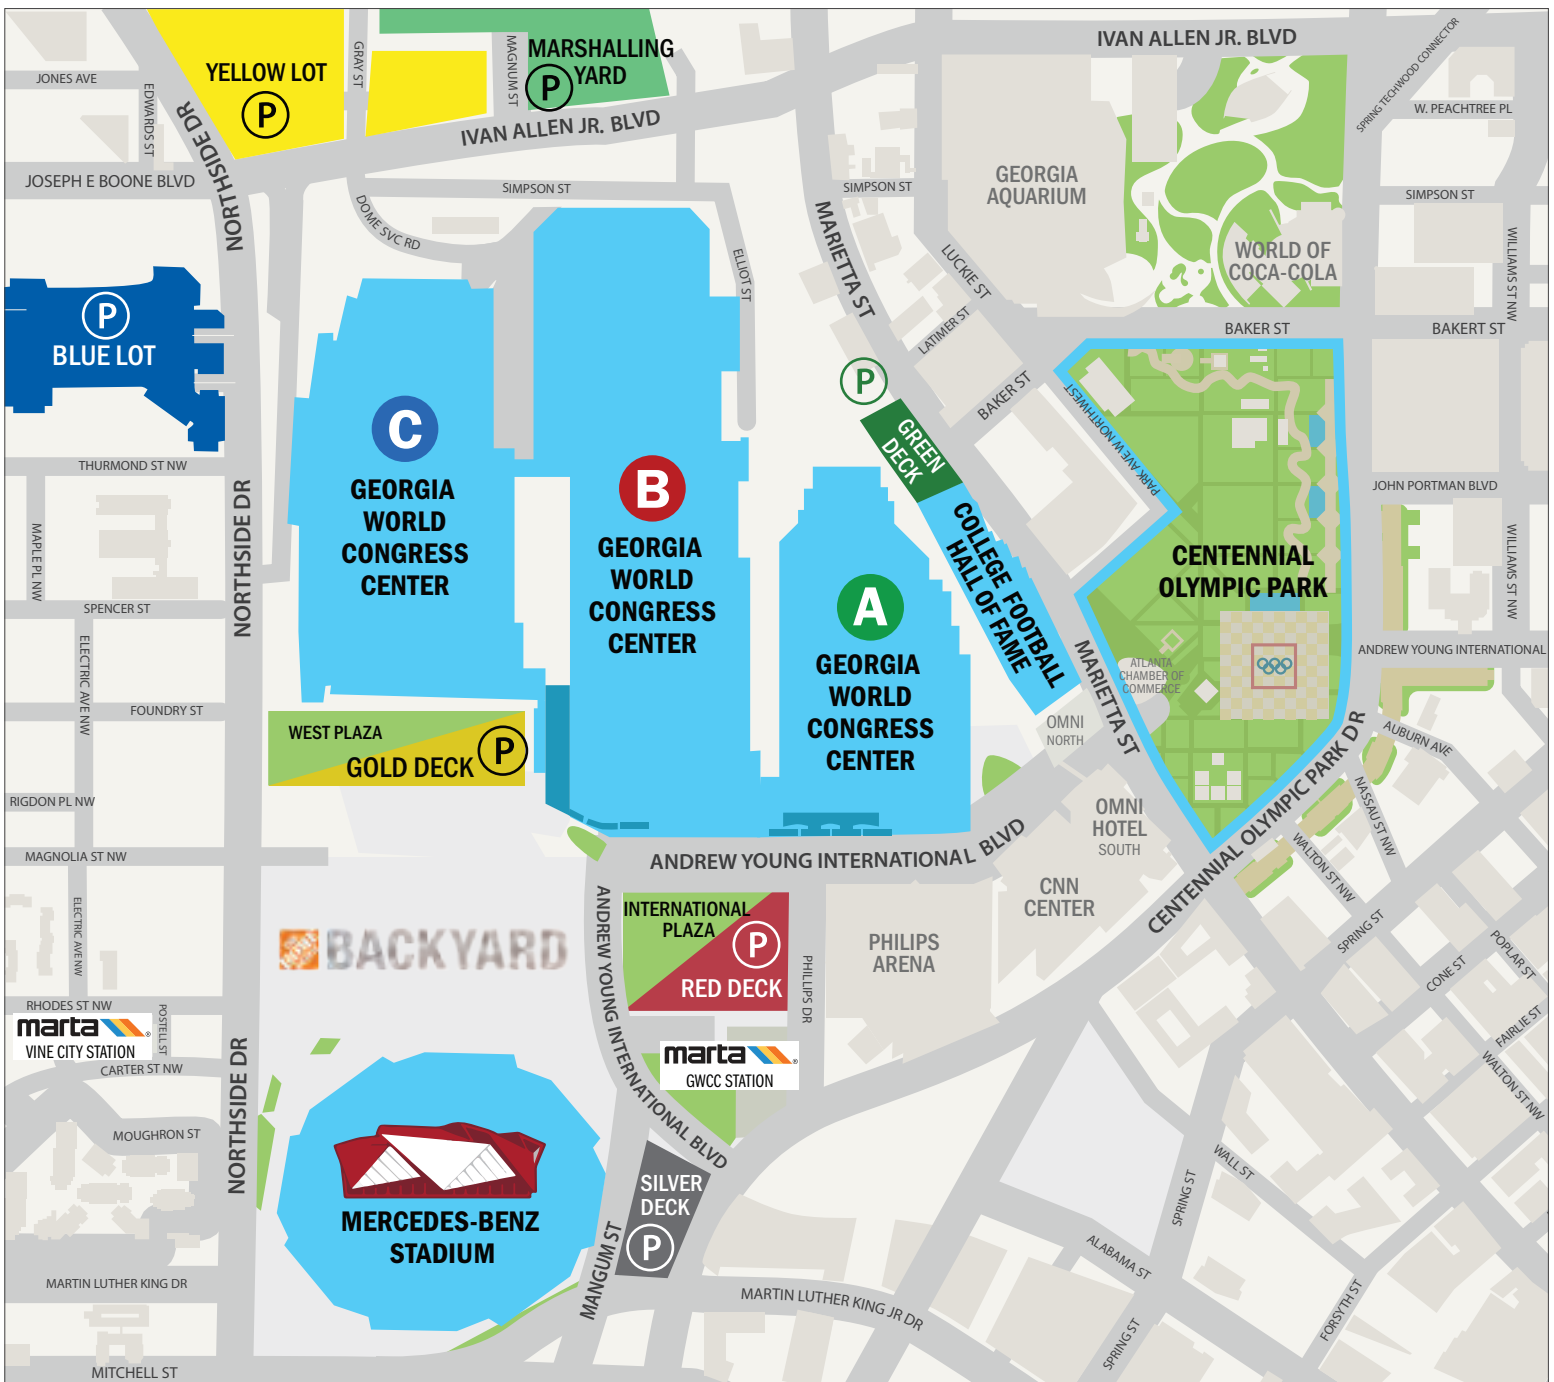 IVAN ALLEN JR. BLVD
SPRING TECHWOOD CONNECTOR
YELLOW LOT
P
GRAY ST
MAGNUM ST
MARSHALLING
YARD
P
JONES AVE
EDWARDS ST
NORTHSIDE DR
IVAN ALLEN JR. BLVD
W. PEACHTREE PL
JOSEPH E BOONE BLVD
NORTHSIDE DR
SIMPSON ST
SIMPSON ST
GEORGIA
AQUARIUM
SIMPSON ST
DOME SVC RD
MARIETTA ST
LUCKIE ST
WORLD OF
COCA-COLA
WILLIAMS ST NW
ELLIOT ST
P
BLUE LOT
LATIMER ST
BAKER ST
BAKERT ST
P
GREEN
DECK
BAKER ST
PARK AVE W NORTHWEST
C
GEORGIA
WORLD
CONGRESS
CENTER
B
GEORGIA
WORLD
CONGRESS
CENTER
A
GEORGIA
WORLD
CONGRESS
CENTER
COLLEGE FOOTBALL
HALL OF FAME
CENTENNIAL
OLYMPIC PARK
THURMOND ST NW
JOHN PORTMAN BLVD
MAPLE PL NW
NORTHSIDE DR
WILLIAMS ST NW
SPENCER ST
ELECTRIC AVE NW
ANDREW YOUNG INTERNATIONAL
MARIETTA ST
ATLANTA
CHAMBER OF
COMMERCE
FOUNDRY ST
WEST PLAZA
GOLD DECK
P
OMNI
NORTH
AUBURN AVE
CENTENNIAL OLYMPIC PARK DR
NASSAU ST NW
RIGDON PL NW
OMNI
HOTEL
SOUTH
WALTON ST NW
MAGNOLIA ST NW
ANDREW YOUNG INTERNATIONAL BLVD
CNN
CENTER
ELECTRIC AVE NW
BACKYARD
ANDREW YOUNG INTERNATIONAL BLVD
INTERNATIONAL
PLAZA
P
RED DECK
PHILLIPS DR
PHILIPS
ARENA
SPRING ST
POPLAR ST
CONE ST
RHODES ST NW
marta
VINE CITY STATION
POSTELL ST
CARTER ST NW
NORTHSIDE DR
marta
GWCC STATION
FAIRLIE ST
WALTON ST NW
MOUGHRON ST
MERCEDES-BENZ
STADIUM
SILVER
DECK
P
MANGUM ST
WALL ST
SPRING ST
ALABAMA ST
MARTIN LUTHER KING DR
MARTIN LUTHER KING JR DR
FORSYTH ST
SPRING ST
MITCHELL ST